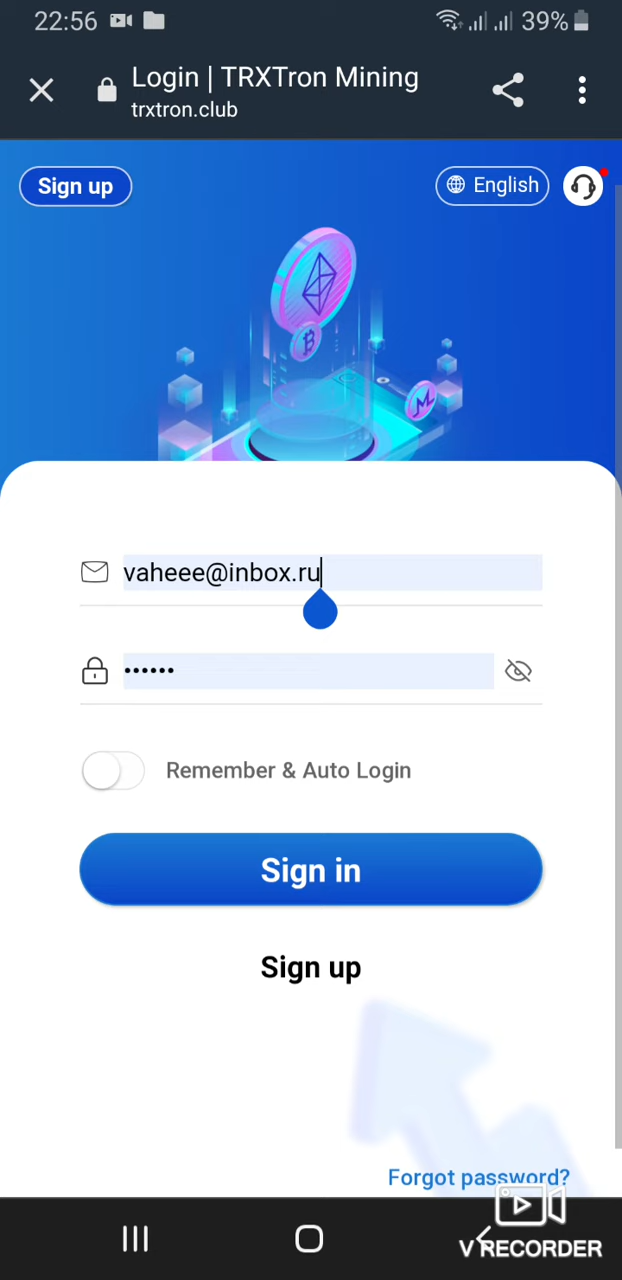 22:56 39%
Login | TRXTron Mining
trxtron.club
Sign up English
vaheee@inbox.ru
••••••
Remember & Auto Login
Sign in
Sign up
Forgot password?
V RECORDER